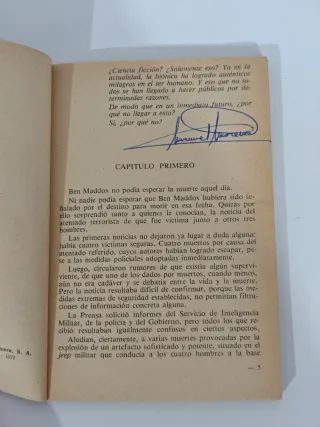 ¿Ciencia ficción? ¿Solamente eso? Ya en la
actualidad, la biónica ha logrado auténticos
milagros en el ser humano. Y eso que no to-
dos se han llegado a hacer públicos por de-
terminadas razones.
De modo que en un inmediato futuro, ¿por
qué no llegar a esto?
Sí, ¿por qué no?
CAPITULO PRIMERO
Ben Maddos no podía esperar la muerte aquel día.
Ni nadie podía esperar que Ben Maddos hubiera sido se-
ñalado por el destino para morir en esa fecha. Quizás por
ello sorprendió tanto a quienes le conocían, la noticia del
atentado terrorista de que fue víctima junto a otros tres
hombres.
Las primeras noticias no dejaron ya lugar a duda alguna:
había cuatro víctimas seguras. Cuatro muertos por causa del
atentado referido, cuyos autores habían logrado escapar, pe-
se a las medidas policiales adoptadas inmediatamente.
Luego, circularon rumores de que existían algún supervi-
viente, de que uno de los dados por muertos, cuando menos,
aún no era cadáver y se debatía entre la vida y la muerte.
Pero la noticia resultaba difícil de confirmar, porque las me-
didas extremas de seguridad establecidas, no permitían filtra-
ciones de información concreta alguna.
La Prensa solicitó informes del Servicio de Inteligencia
Militar, de la policía y del Gobierno, pero todos los que re-
cibió resultaban igualmente confusos en ciertos aspectos.
Aludían, ciertamente, a varias muertes provocadas por la
explosión de un artefacto sofisticado y potente, situado en el
jeep militar que conducía a los cuatro hombres a la base
— 5
S. A.